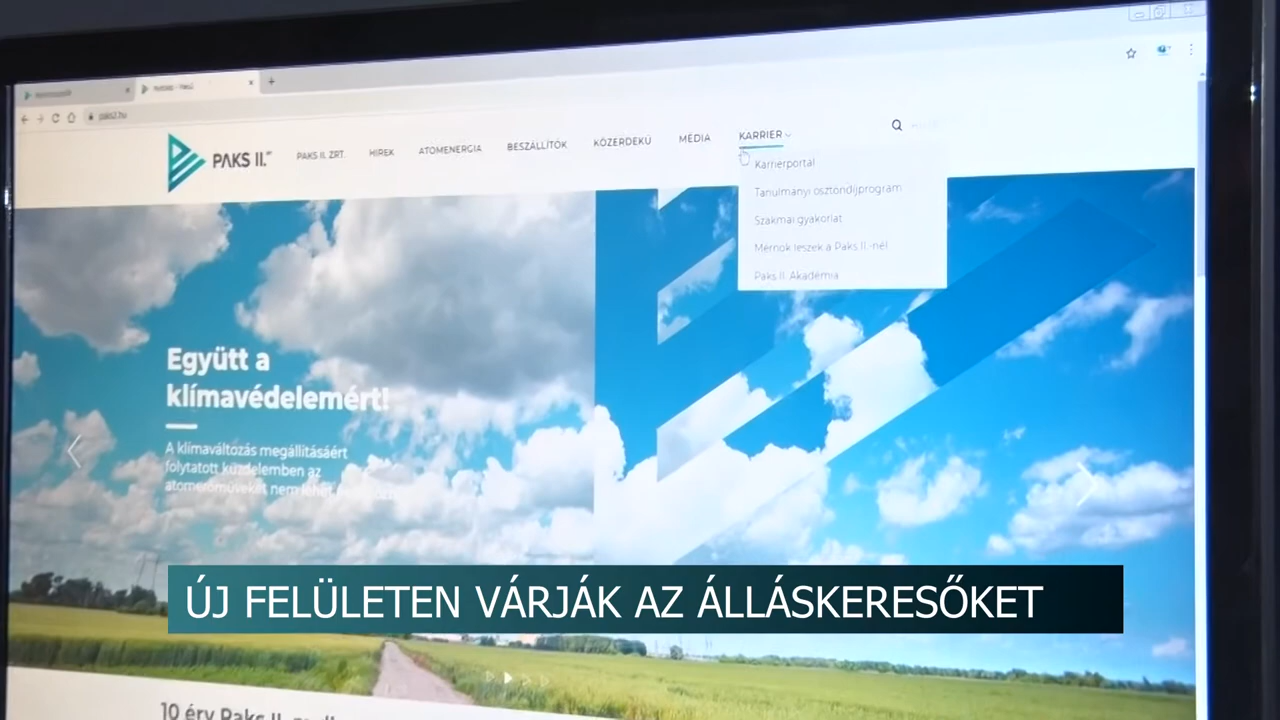 paks2.hu
PAKS II.
PAKS II. ZRT.
HÍREK
ATOMENERGIA
BESZÁLLÍTÓK
KÖZÉRDEKŰ
MÉDIA
KARRIER
Karrierportál
Tanulmányi ösztöndíjprogram
Szakmai gyakorlat
Mérnök leszek a Paks II.-nél
Paks II. Akadémia
Együtt a
klímavédelemért!
A klímaváltozás megállításáért
folytatott küzdelemben az
atomerőműveket nem lehet
ÚJ FELÜLETEN VÁRJÁK AZ ÁLLÁSKERESŐKET
10 érv Paks II.